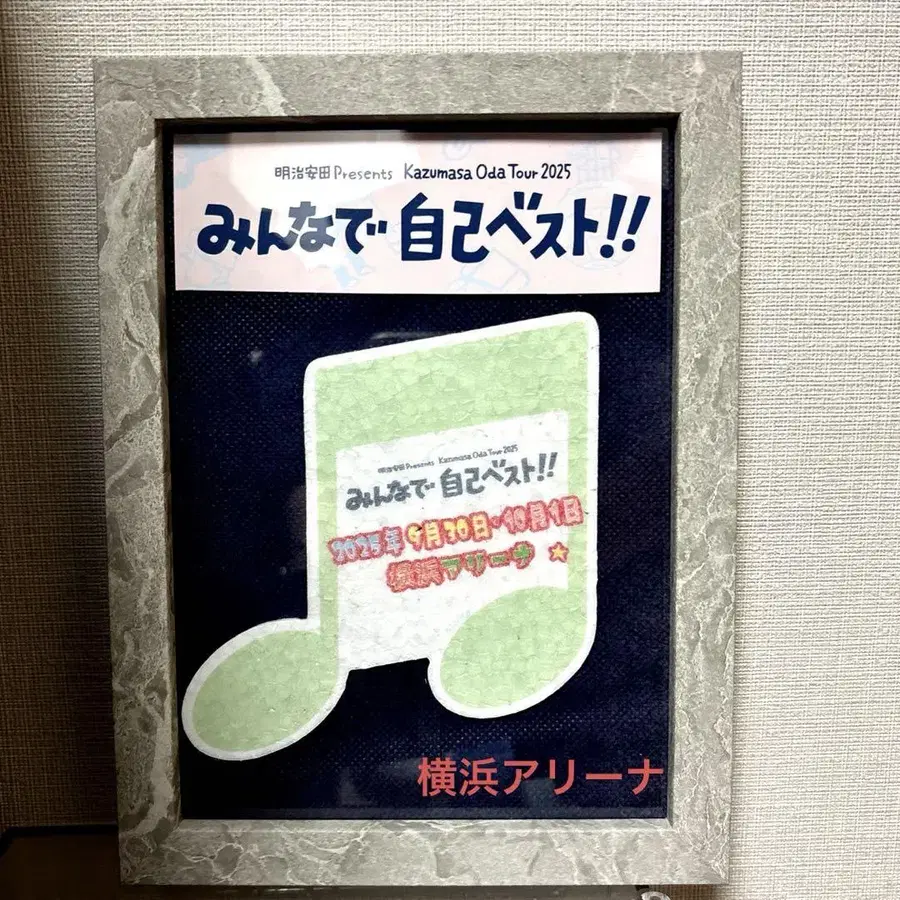 明治安田 Presents Kazumasa Oda Tour 2025
みんなで 自己ベスト!!
明治安田 Presents Kazumasa Oda Tour 2025
みんなで 自己ベスト!!
2025年 9月30日・10月1日
横浜アリーナ ★
横浜アリーナ